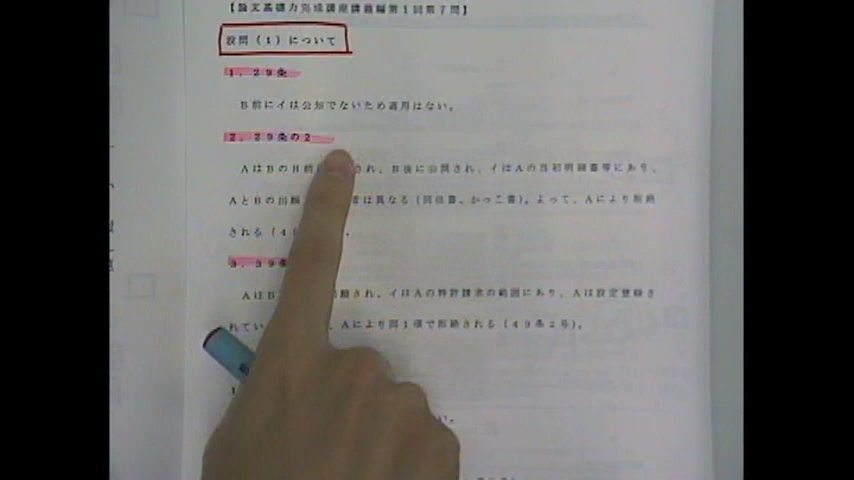 【論文基礎力完成講座講義編第1回第7問】
設問(1)について
1.29条
B前にイは公知でないため適用はない。
2.29条の2
AはBの日前 され、B後に公開され、イはAの当初明細書等にあり、
AとBの出願 者は異なる(同但書、かっこ書)。よって、Aにより拒絶
される(4 。
3.39条
AはB 願され、イはAの特許請求の範囲にあり、Aは設定登録さ
れてい 、Aにより同1項で拒絶される(49条2号)。
1
い。